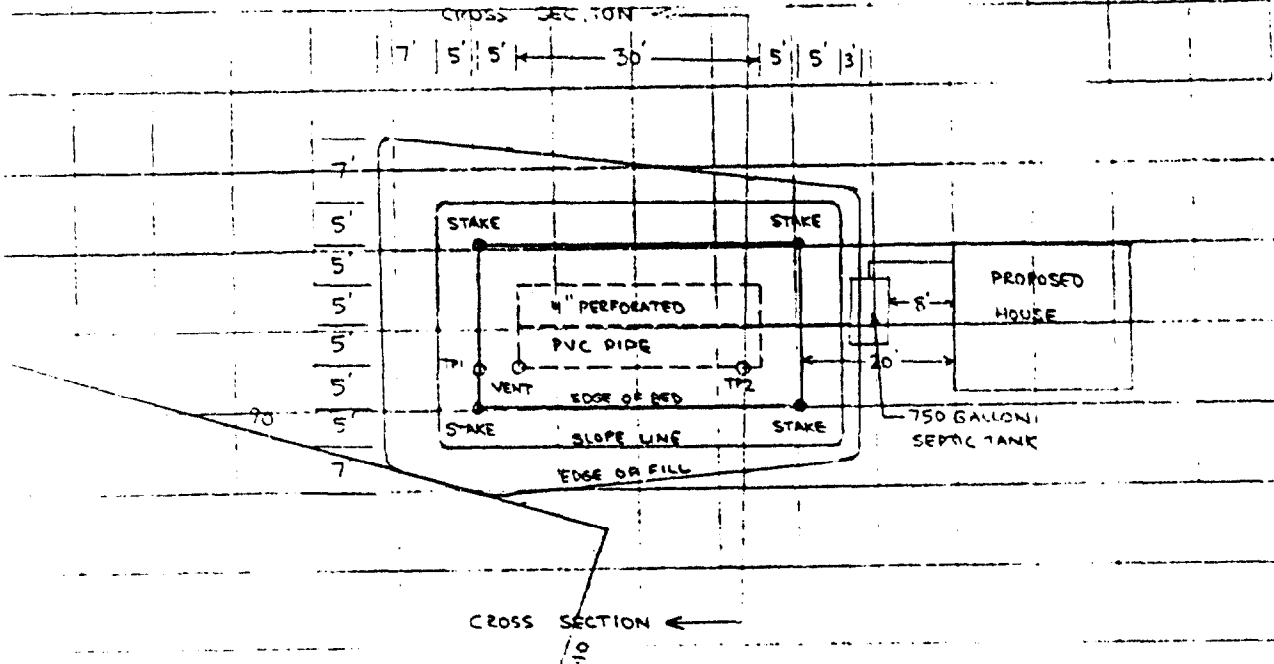 CROSS SECTION
7' 5' 5' 30' 5' 5' 3'
7'
5'
5'
5'
5'
5'
5'
7
STAKE
STAKE
4" PERFORATED
PVC PIPE
PROPOSED
HOUSE
8'
20'
TP1
VENT
TP2
EDGE OF BED
STAKE
STAKE
750 GALLON
SEPTIC TANK
SLOPE LINE
EDGE OF FILL
90
CROSS SECTION